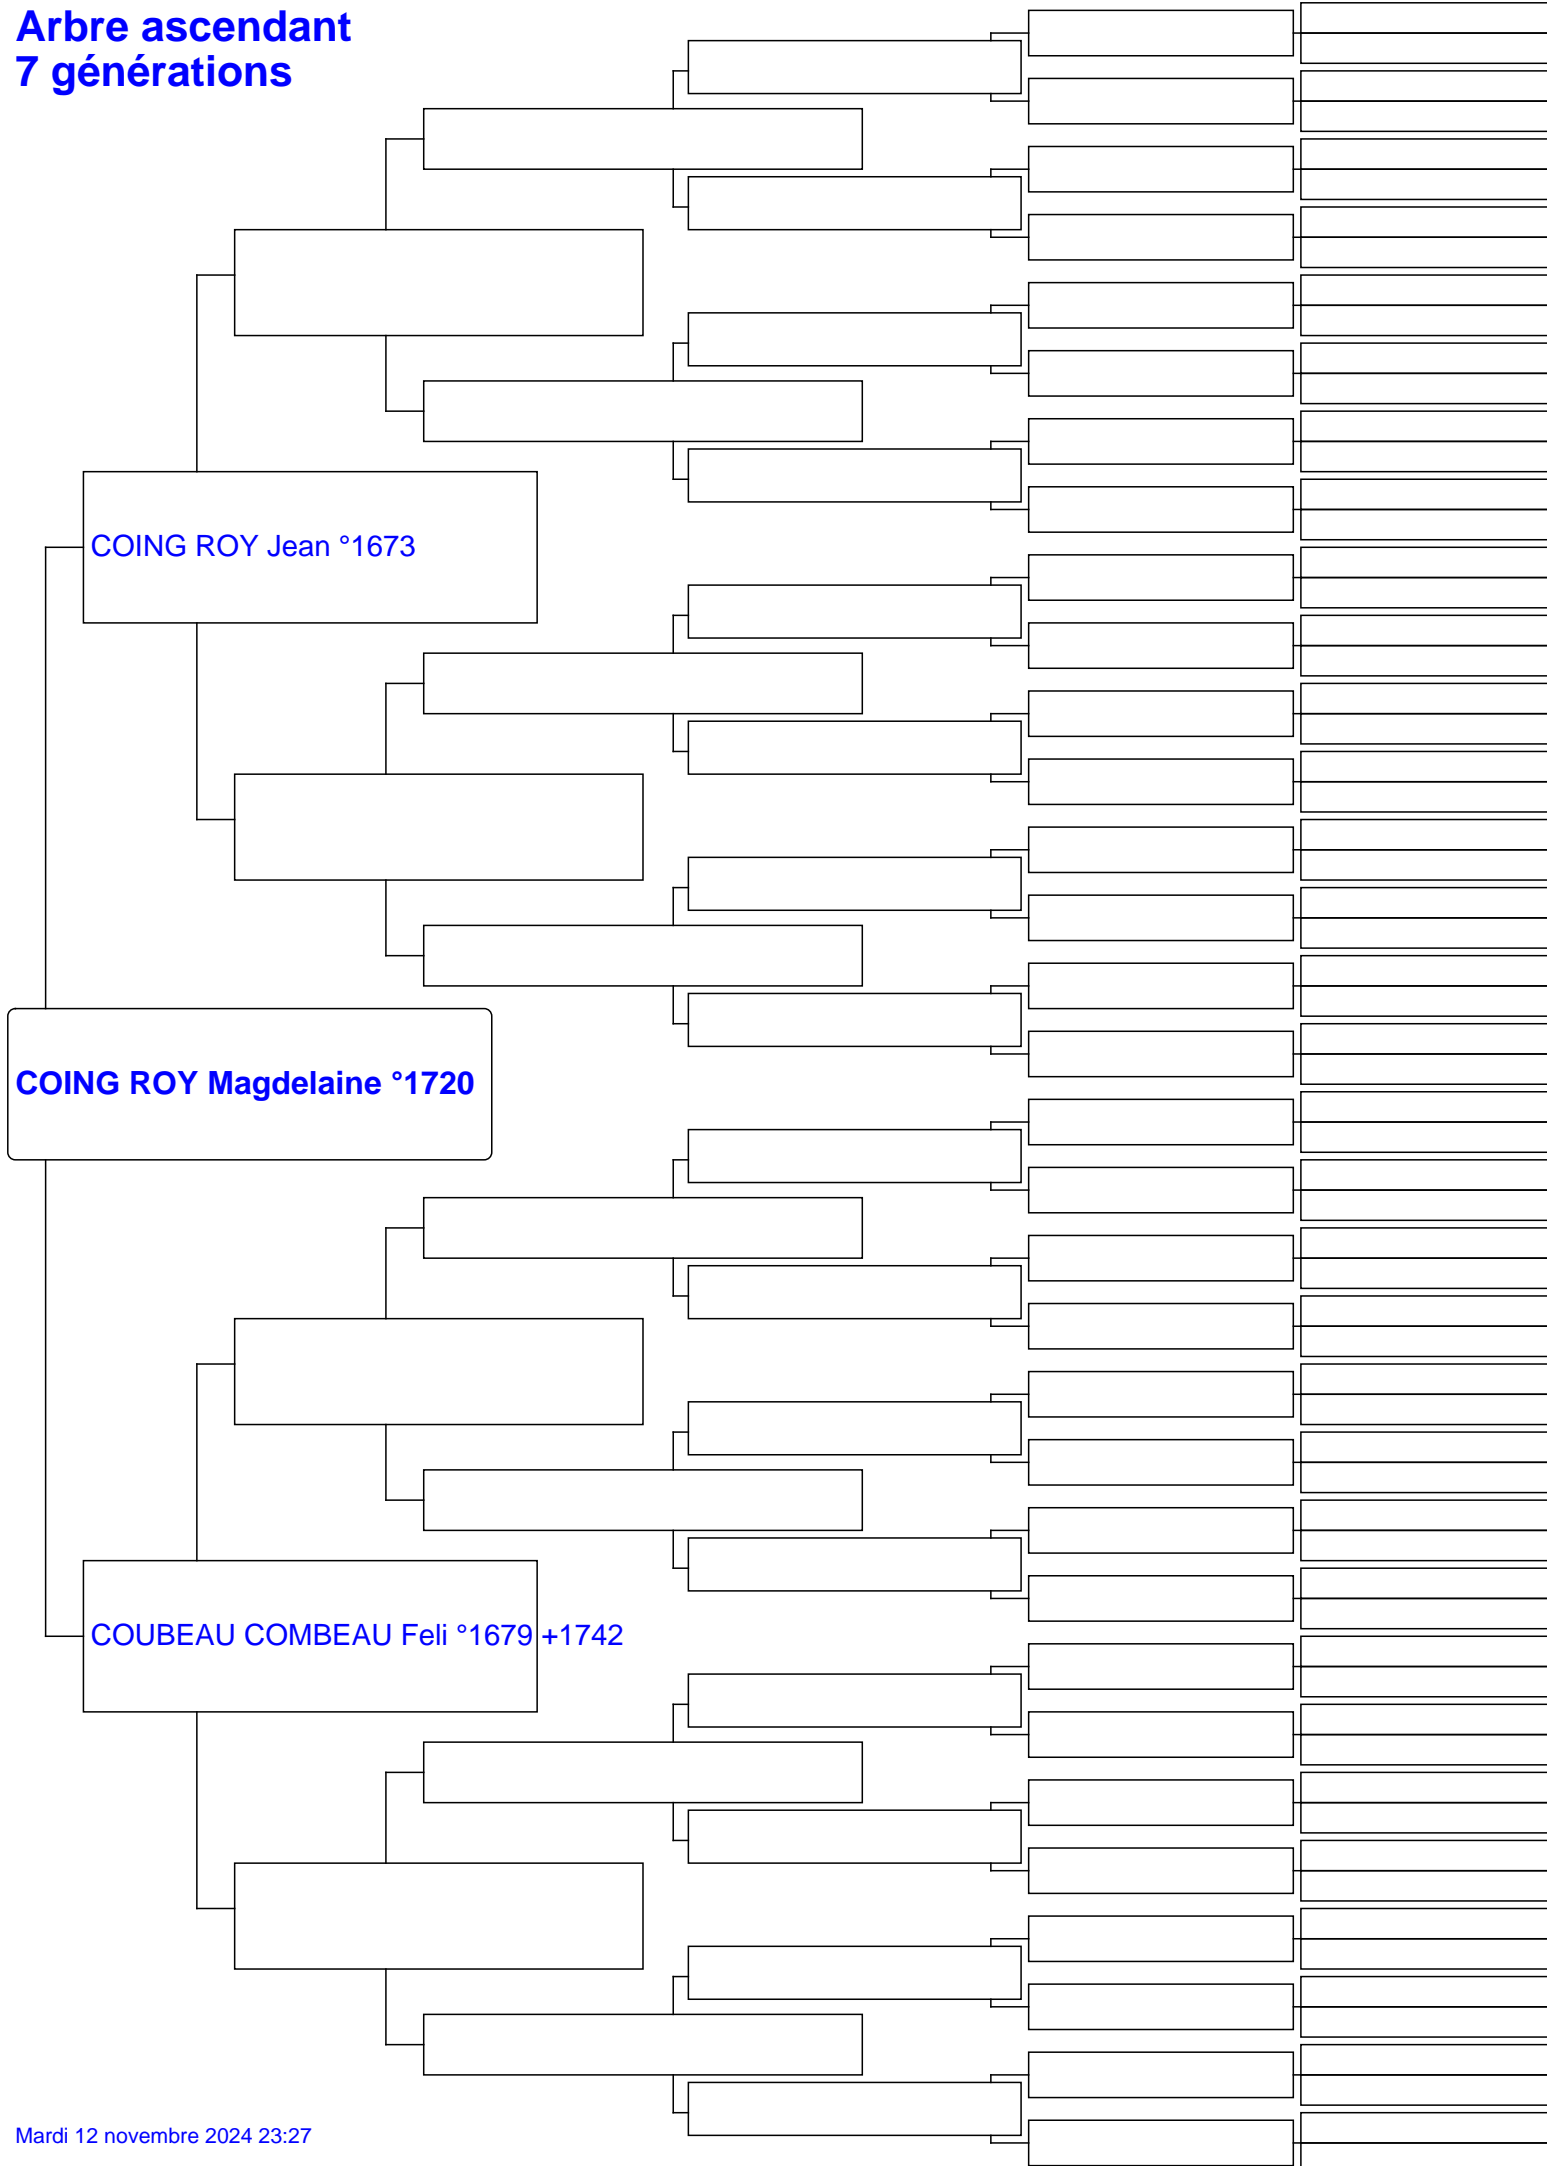 Arbre ascendant
7 générations
COING ROY Jean °1673
COING ROY Magdelaine °1720
COUBEAU COMBEAU Feli °1679 +1742
Mardi 12 novembre 2024 23:27